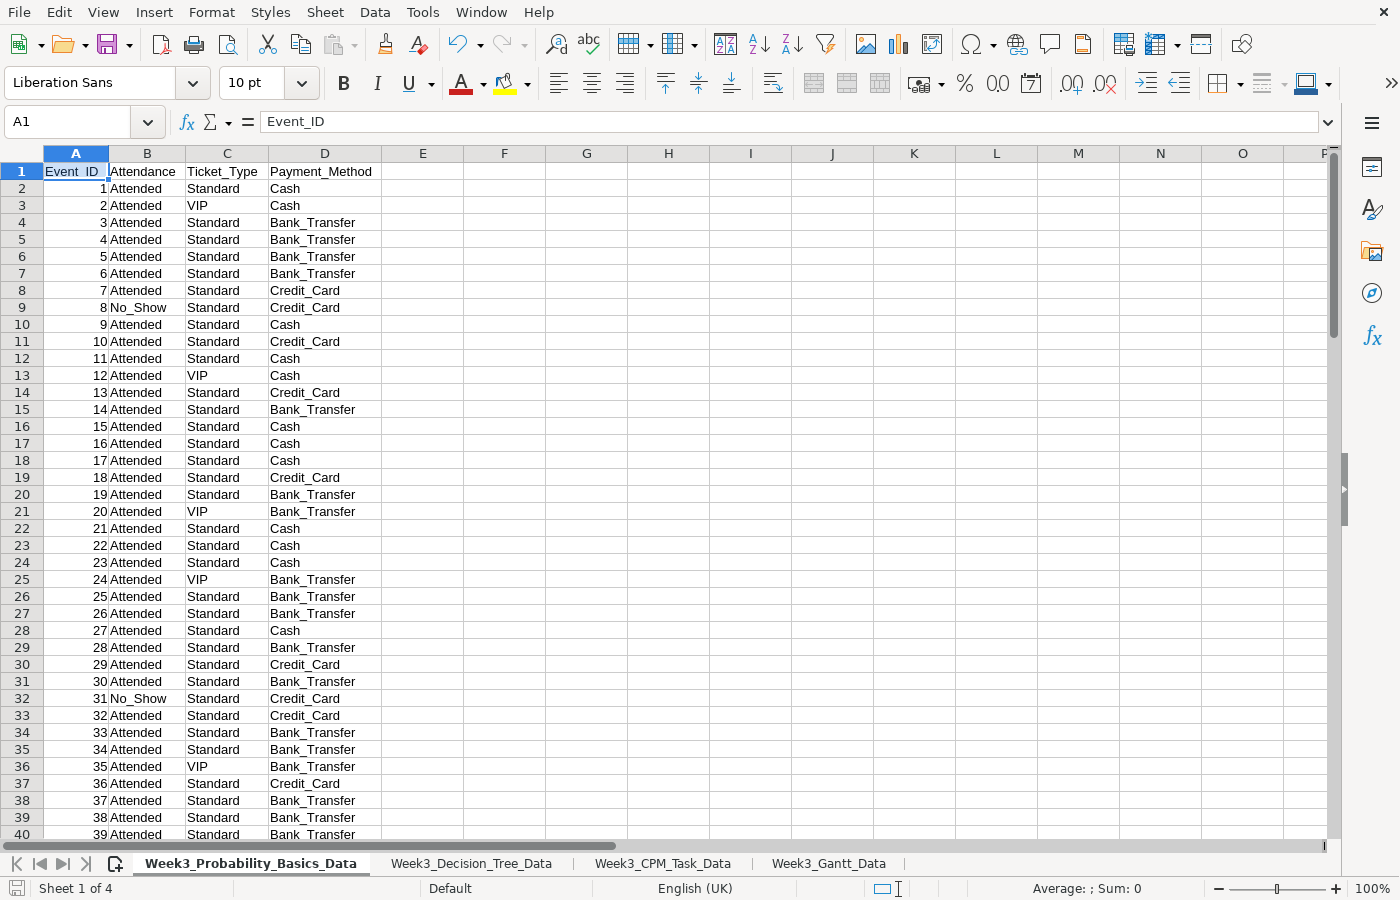 File Edit View Insert Format Styles Sheet Data Tools Window Help
Liberation Sans 10 pt
A1 Event_ID
A B C D E F G H I J K L M N O P
1 Event_ID Attendance Ticket_Type Payment_Method
2 1 Attended Standard Cash
3 2 Attended VIP Cash
4 3 Attended Standard Bank_Transfer
5 4 Attended Standard Bank_Transfer
6 5 Attended Standard Bank_Transfer
7 6 Attended Standard Bank_Transfer
8 7 Attended Standard Credit_Card
9 8 No_Show Standard Credit_Card
10 9 Attended Standard Cash
11 10 Attended Standard Credit_Card
12 11 Attended Standard Cash
13 12 Attended VIP Cash
14 13 Attended Standard Credit_Card
15 14 Attended Standard Bank_Transfer
16 15 Attended Standard Cash
17 16 Attended Standard Cash
18 17 Attended Standard Cash
19 18 Attended Standard Credit_Card
20 19 Attended Standard Bank_Transfer
21 20 Attended VIP Bank_Transfer
22 21 Attended Standard Cash
23 22 Attended Standard Cash
24 23 Attended Standard Cash
25 24 Attended VIP Bank_Transfer
26 25 Attended Standard Bank_Transfer
27 26 Attended Standard Bank_Transfer
28 27 Attended Standard Cash
29 28 Attended Standard Bank_Transfer
30 29 Attended Standard Credit_Card
31 30 Attended Standard Bank_Transfer
32 31 No_Show Standard Credit_Card
33 32 Attended Standard Credit_Card
34 33 Attended Standard Bank_Transfer
35 34 Attended Standard Bank_Transfer
36 35 Attended VIP Bank_Transfer
37 36 Attended Standard Credit_Card
38 37 Attended Standard Bank_Transfer
39 38 Attended Standard Bank_Transfer
40 39 Attended Standard Bank_Transfer
Week3_Probability_Basics_Data Week3_Decision_Tree_Data Week3_CPM_Task_Data Week3_Gantt_Data
Sheet 1 of 4 Default English (UK) Average: ; Sum: 0 100%